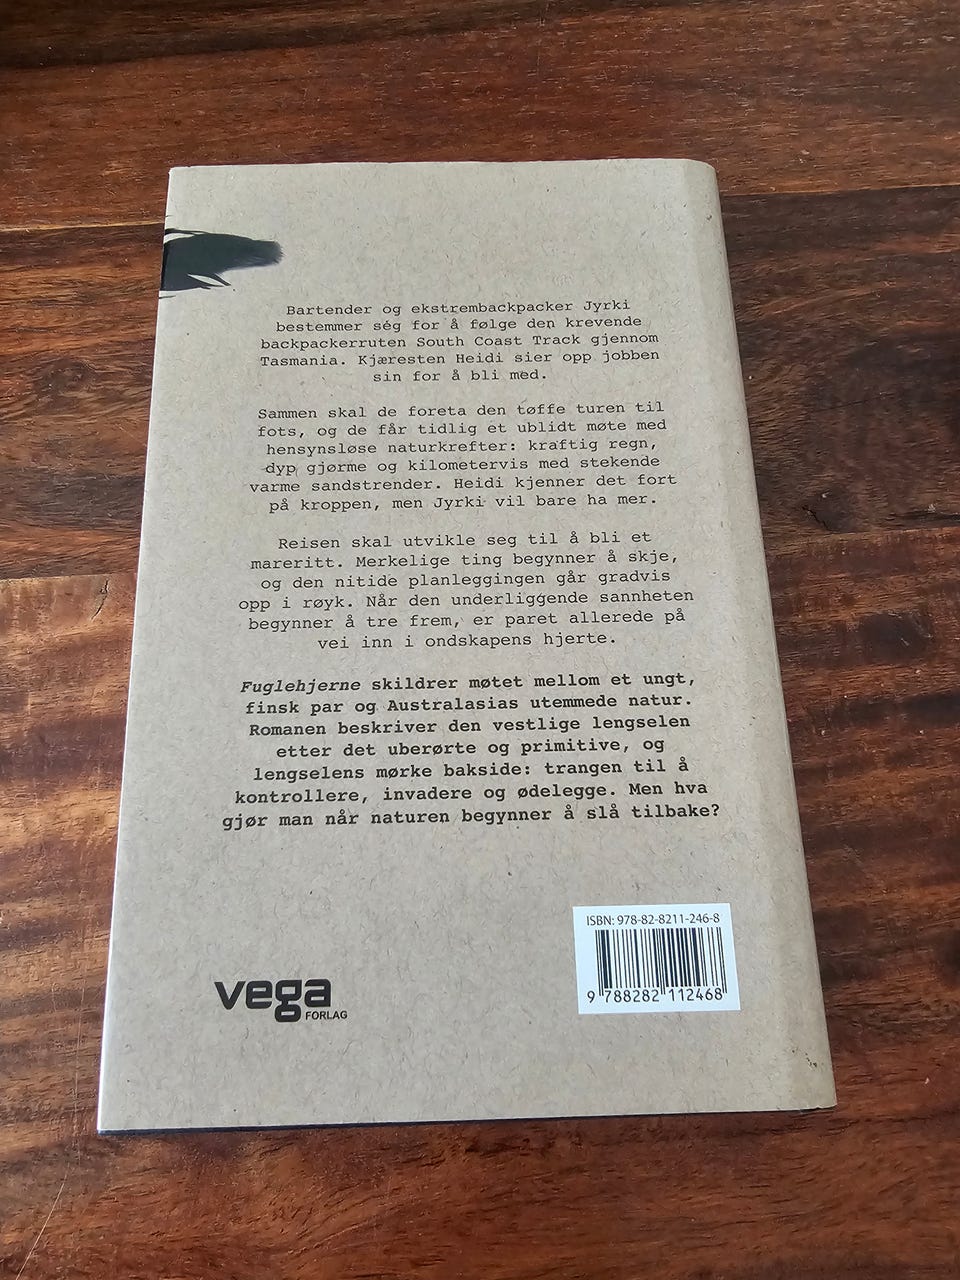 Bartender og ekstrembackpacker Jyrki
bestemmer ség for å følge den krevende
backpackerruten South Coast Track gjennom
Tasmania. Kjæresten Heidi sier opp jobben
sin for å bli med.
Sammen skal de foreta den tøffe turen til
fots, og de får tidlig et ublidt møte med
hensynsløse naturkrefter: kraftig regn,
dyp gjørme og kilometervis med stekende
varme sandstrender. Heidi kjenner det fort
på kroppen, men Jyrki vil bare ha mer.
Reisen skal utvikle seg til å bli et
mareritt. Merkelige ting begynner å skje,
og den nitide planleggingen går gradvis
opp i røyk. Når den underliggende sannheten
begynner å tre frem, er paret allerede på
vei inn i ondskapens hjerte.
Fuglehjerne skildrer møtet mellom et ungt,
finsk par og Australasias utemmede natur.
Romanen beskriver den vestlige lengselen
etter det uberørte og primitive, og
lengselens mørke bakside: trangen til å
kontrollere, invadere og ødelegge. Men hva
gjør man når naturen begynner å slå tilbake?
ISBN: 978-82-8211-246-8
9 788282 112468
vega
FORLAG